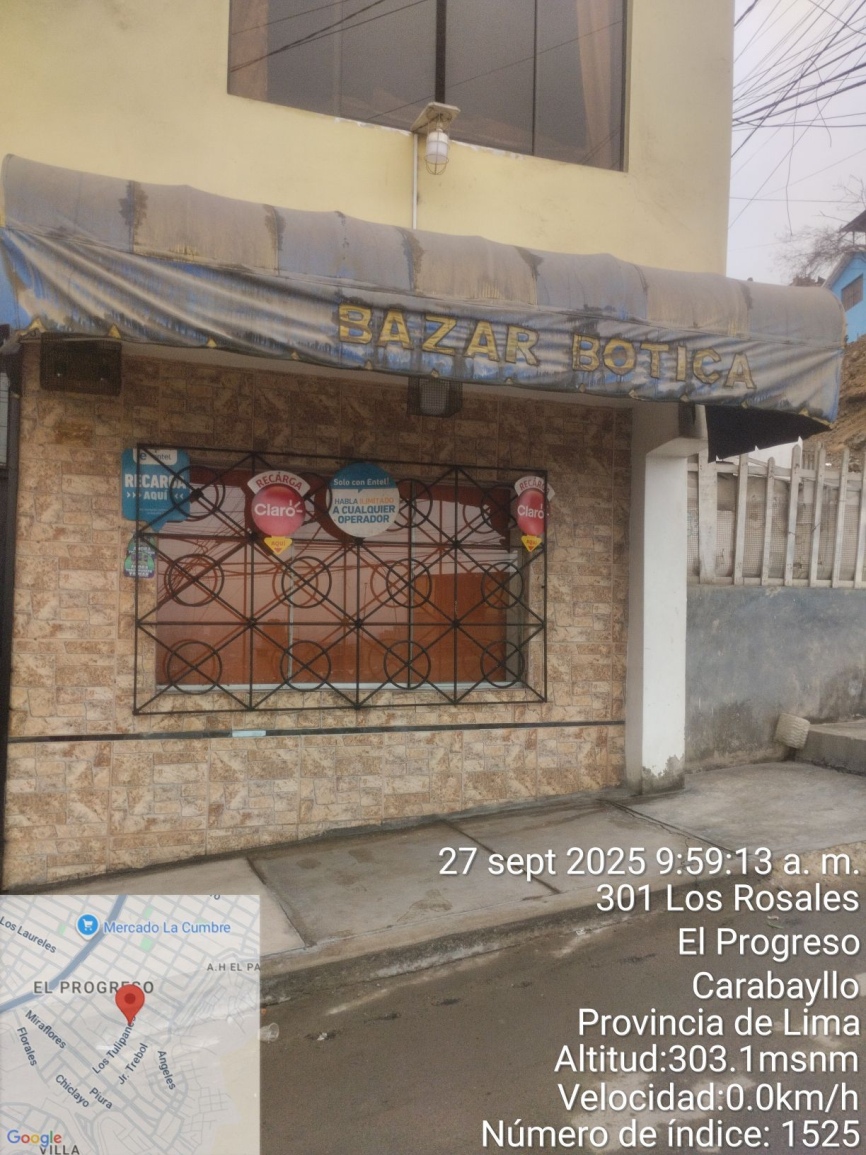 BAZAR BOTICA
entel
RECARGA
>>> AQUÍ <<<
RECARGA
Claro
Solo con Entel!
HABLA ILIMITADO
A CUALQUIER
OPERADOR
RECARGA
Claro
27 sept 2025 9:59:13 a. m.
301 Los Rosales
El Progreso
Carabayllo
Provincia de Lima
Altitud:303.1msnm
Velocidad:0.0km/h
Número de índice: 1525
Los Laureles
Mercado La Cumbre
A.H EL PA
EL PROGRESO
Miraflores
Florales
Los Tulipanes
Jr. Trebol
Angeles
Chiclayo
Piura
Google
VILLA